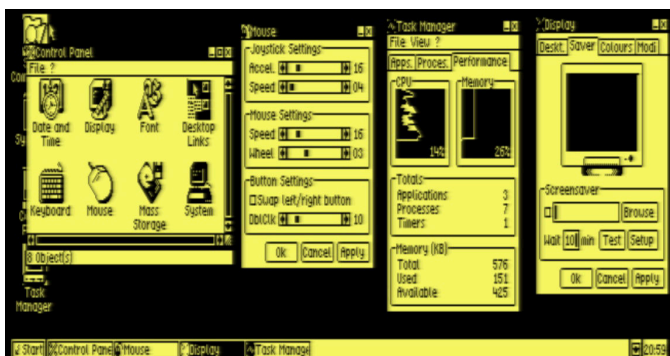 Control Panel
File ?
Date and Time
Display
Font
Desktop Links
Keyboard
Mouse
Mass Storage
System
8 Object(s)
Task Manager
Mouse
Joystick Settings
Accel. 16
Speed 04
Mouse Settings
Speed 16
Wheel 03
Button Settings
Swap left/right button
DblClk 10
Ok Cancel Apply
Task Manager
File View ?
Apps. Proces. Performance
CPU Memory
14% 26%
Totals
Applications 3
Processes 7
Timers 1
Memory (KB)
Total 576
Used 151
Available 425
Display
Deskt. Saver Colours Modi
Screensaver
Browse
Wait 10 min Test Setup
Ok Cancel Apply
Start Control Panel Mouse Display Task Manage 20:59